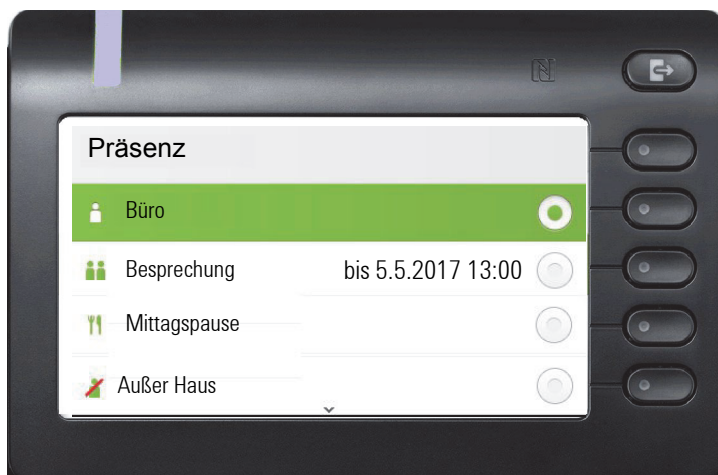 Präsenz
Büro
Besprechung bis 5.5.2017 13:00
Mittagspause
Außer Haus